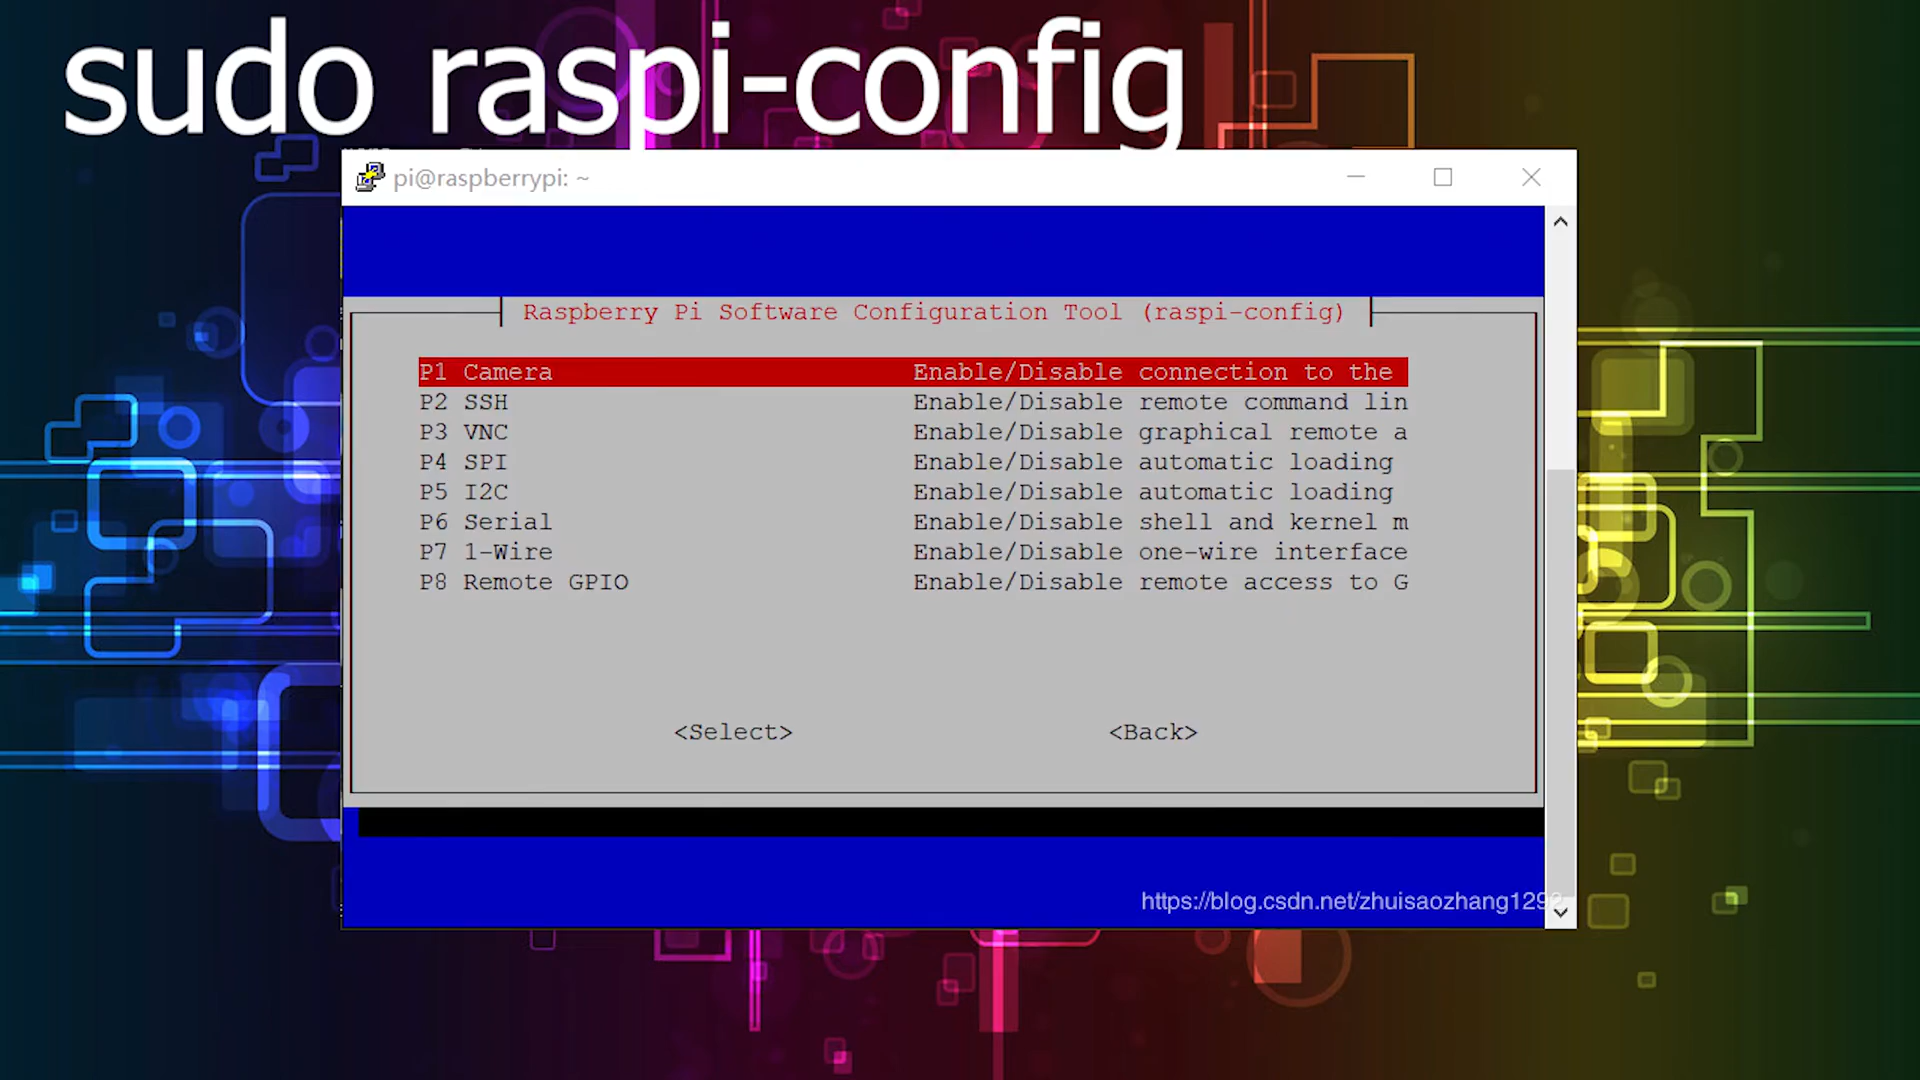 sudo raspi-config
pi@raspberrypi: ~
Raspberry Pi Software Configuration Tool (raspi-config)
P1 Camera Enable/Disable connection to the
P2 SSH Enable/Disable remote command lin
P3 VNC Enable/Disable graphical remote a
P4 SPI Enable/Disable automatic loading
P5 I2C Enable/Disable automatic loading
P6 Serial Enable/Disable shell and kernel m
P7 1-Wire Enable/Disable one-wire interface
P8 Remote GPIO Enable/Disable remote access to G
<Select> <Back>
https://blog.csdn.net/zhuisaozhang1292